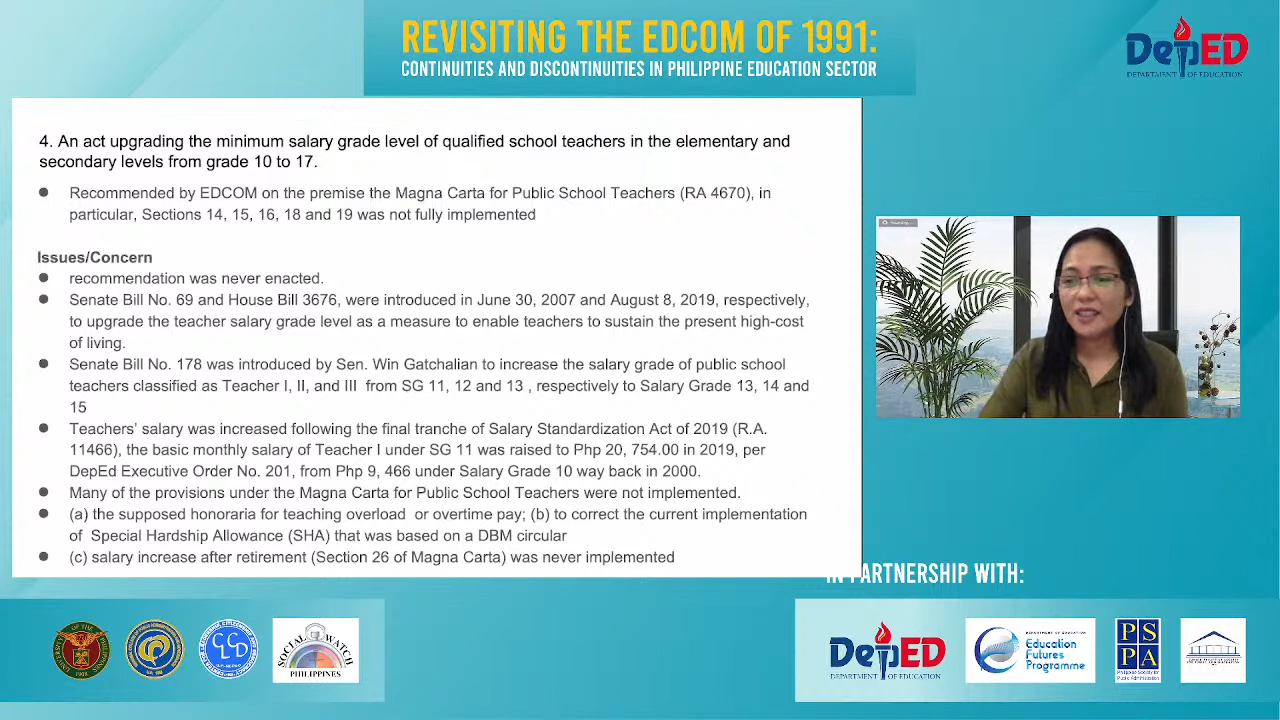 REVISITING THE EDCOM OF 1991:
CONTINUITIES AND DISCONTINUITIES IN PHILIPPINE EDUCATION SECTOR
DepED
DEPARTMENT OF EDUCATION
4. An act upgrading the minimum salary grade level of qualified school teachers in the elementary and
secondary levels from grade 10 to 17.
● Recommended by EDCOM on the premise the Magna Carta for Public School Teachers (RA 4670), in
particular, Sections 14, 15, 16, 18 and 19 was not fully implemented
Issues/Concern
● recommendation was never enacted.
● Senate Bill No. 69 and House Bill 3676, were introduced in June 30, 2007 and August 8, 2019, respectively,
to upgrade the teacher salary grade level as a measure to enable teachers to sustain the present high-cost
of living.
● Senate Bill No. 178 was introduced by Sen. Win Gatchalian to increase the salary grade of public school
teachers classified as Teacher I, II, and III from SG 11, 12 and 13 , respectively to Salary Grade 13, 14 and
15
● Teachers' salary was increased following the final tranche of Salary Standardization Act of 2019 (R.A.
11466), the basic monthly salary of Teacher I under SG 11 was raised to Php 20, 754.00 in 2019, per
DepEd Executive Order No. 201, from Php 9, 466 under Salary Grade 10 way back in 2000.
● Many of the provisions under the Magna Carta for Public School Teachers were not implemented.
● (a) the supposed honoraria for teaching overload or overtime pay; (b) to correct the current implementation
of Special Hardship Allowance (SHA) that was based on a DBM circular
● (c) salary increase after retirement (Section 26 of Magna Carta) was never implemented
IN PARTNERSHIP WITH:
SOCIAL WATCH
PHILIPPINES
DepED
DEPARTMENT OF EDUCATION
DEPARTMENT OF EDUCATION
Education
Futures
Programme
PS
PA
Philippine Society for
Public Administration